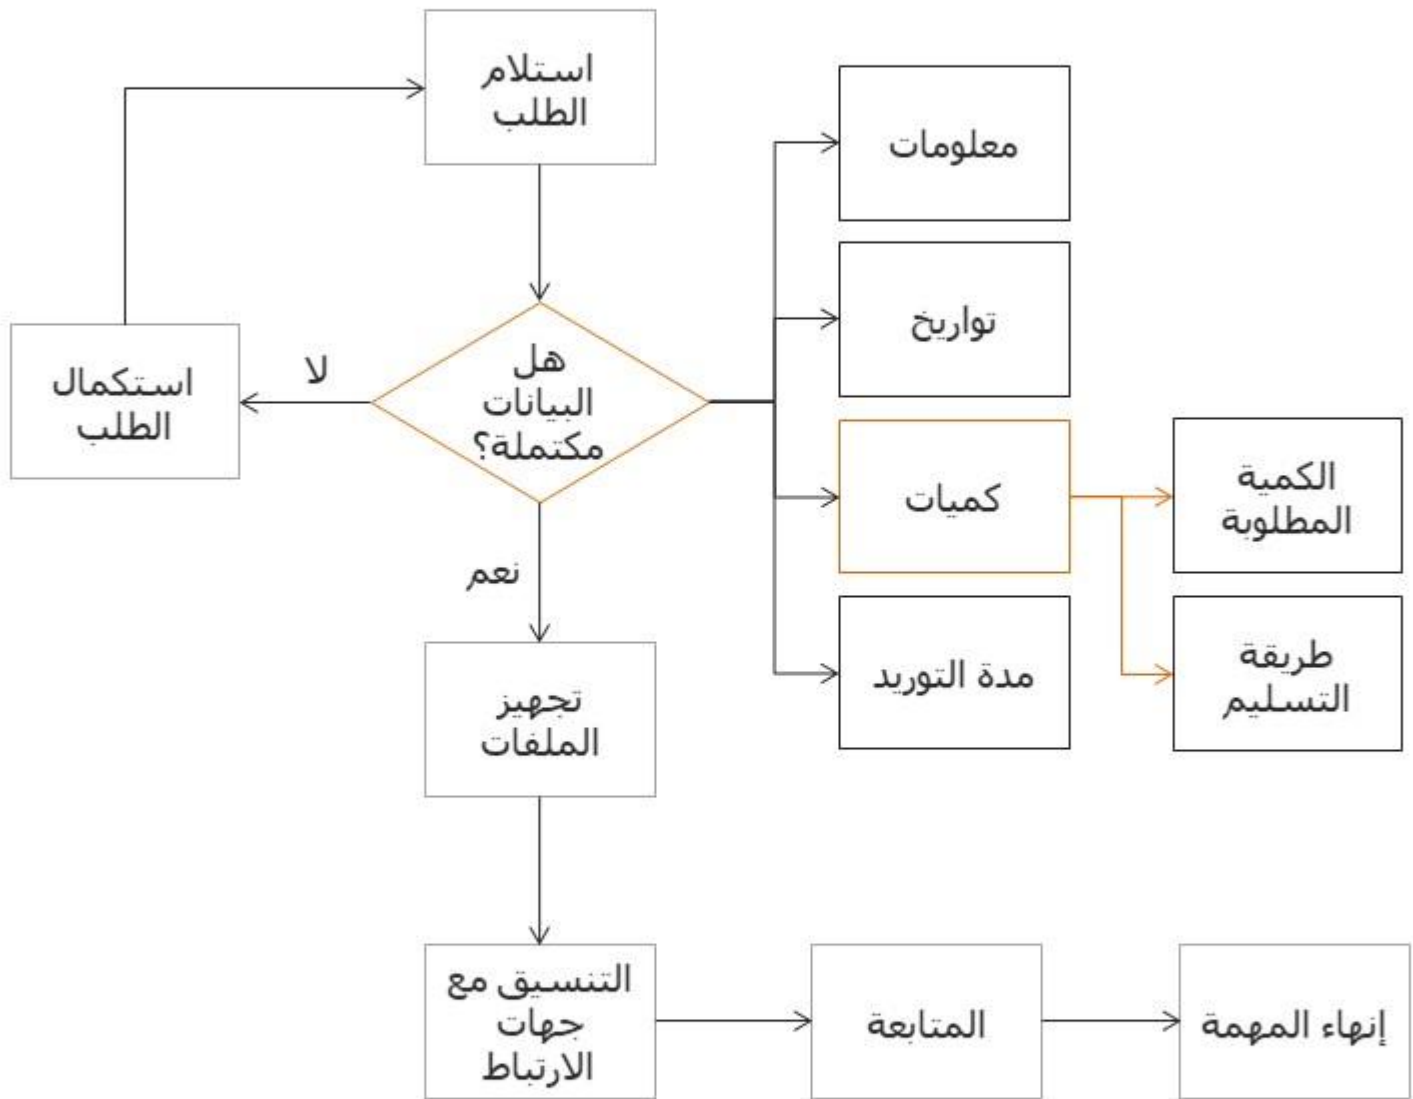 استلام
الطلب
معلومات
تواريخ
هل
البيانات
مكتملة؟
لا
استكمال
الطلب
كميات
الكمية
المطلوبة
نعم
مدة التوريد
طريقة
التسليم
تجهيز
الملفات
التنسيق مع
جهات
الارتباط
المتابعة
إنهاء المهمة